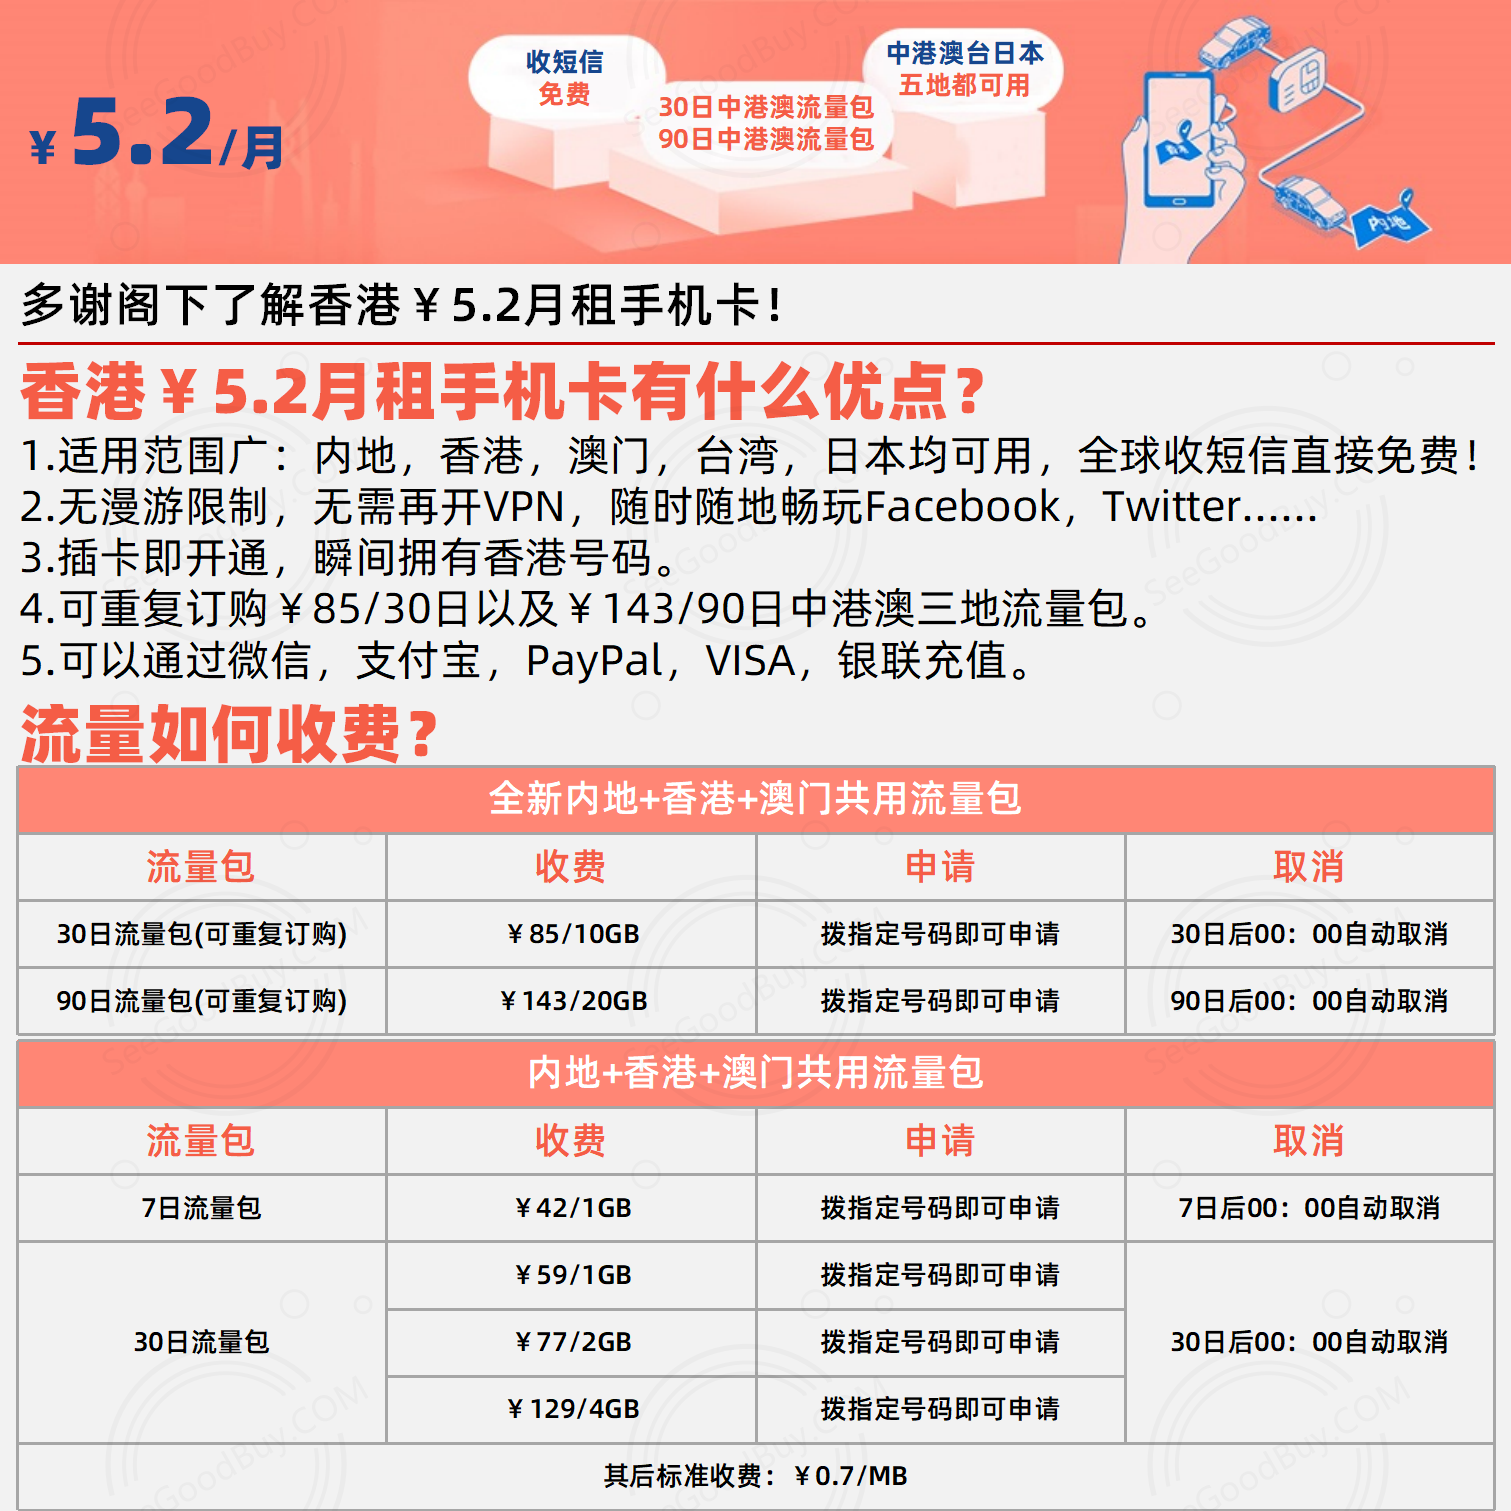 ¥5.2/月
收短信
免费
30日中港澳流量包
90日中港澳流量包
中港澳台日本
五地都可用
内地
多谢阁下了解香港￥5.2月租手机卡！
香港￥5.2月租手机卡有什么优点？
1.适用范围广：内地，香港，澳门，台湾，日本均可用，全球收短信直接免费！
2.无漫游限制，无需再开VPN，随时随地畅玩Facebook，Twitter......
3.插卡即开通，瞬间拥有香港号码。
4.可重复订购￥85/30日以及￥143/90日中港澳三地流量包。
5.可以通过微信，支付宝，PayPal，VISA，银联充值。
流量如何收费？
全新内地+香港+澳门共用流量包
流量包 收费 申请 取消
30日流量包(可重复订购) ￥85/10GB 拨指定号码即可申请 30日后00：00自动取消
90日流量包(可重复订购) ￥143/20GB 拨指定号码即可申请 90日后00：00自动取消
内地+香港+澳门共用流量包
流量包 收费 申请 取消
7日流量包 ￥42/1GB 拨指定号码即可申请 7日后00：00自动取消
￥59/1GB 拨指定号码即可申请
30日流量包 ￥77/2GB 拨指定号码即可申请 30日后00：00自动取消
￥129/4GB 拨指定号码即可申请
其后标准收费：￥0.7/MB
SeeGoodBuy.COM